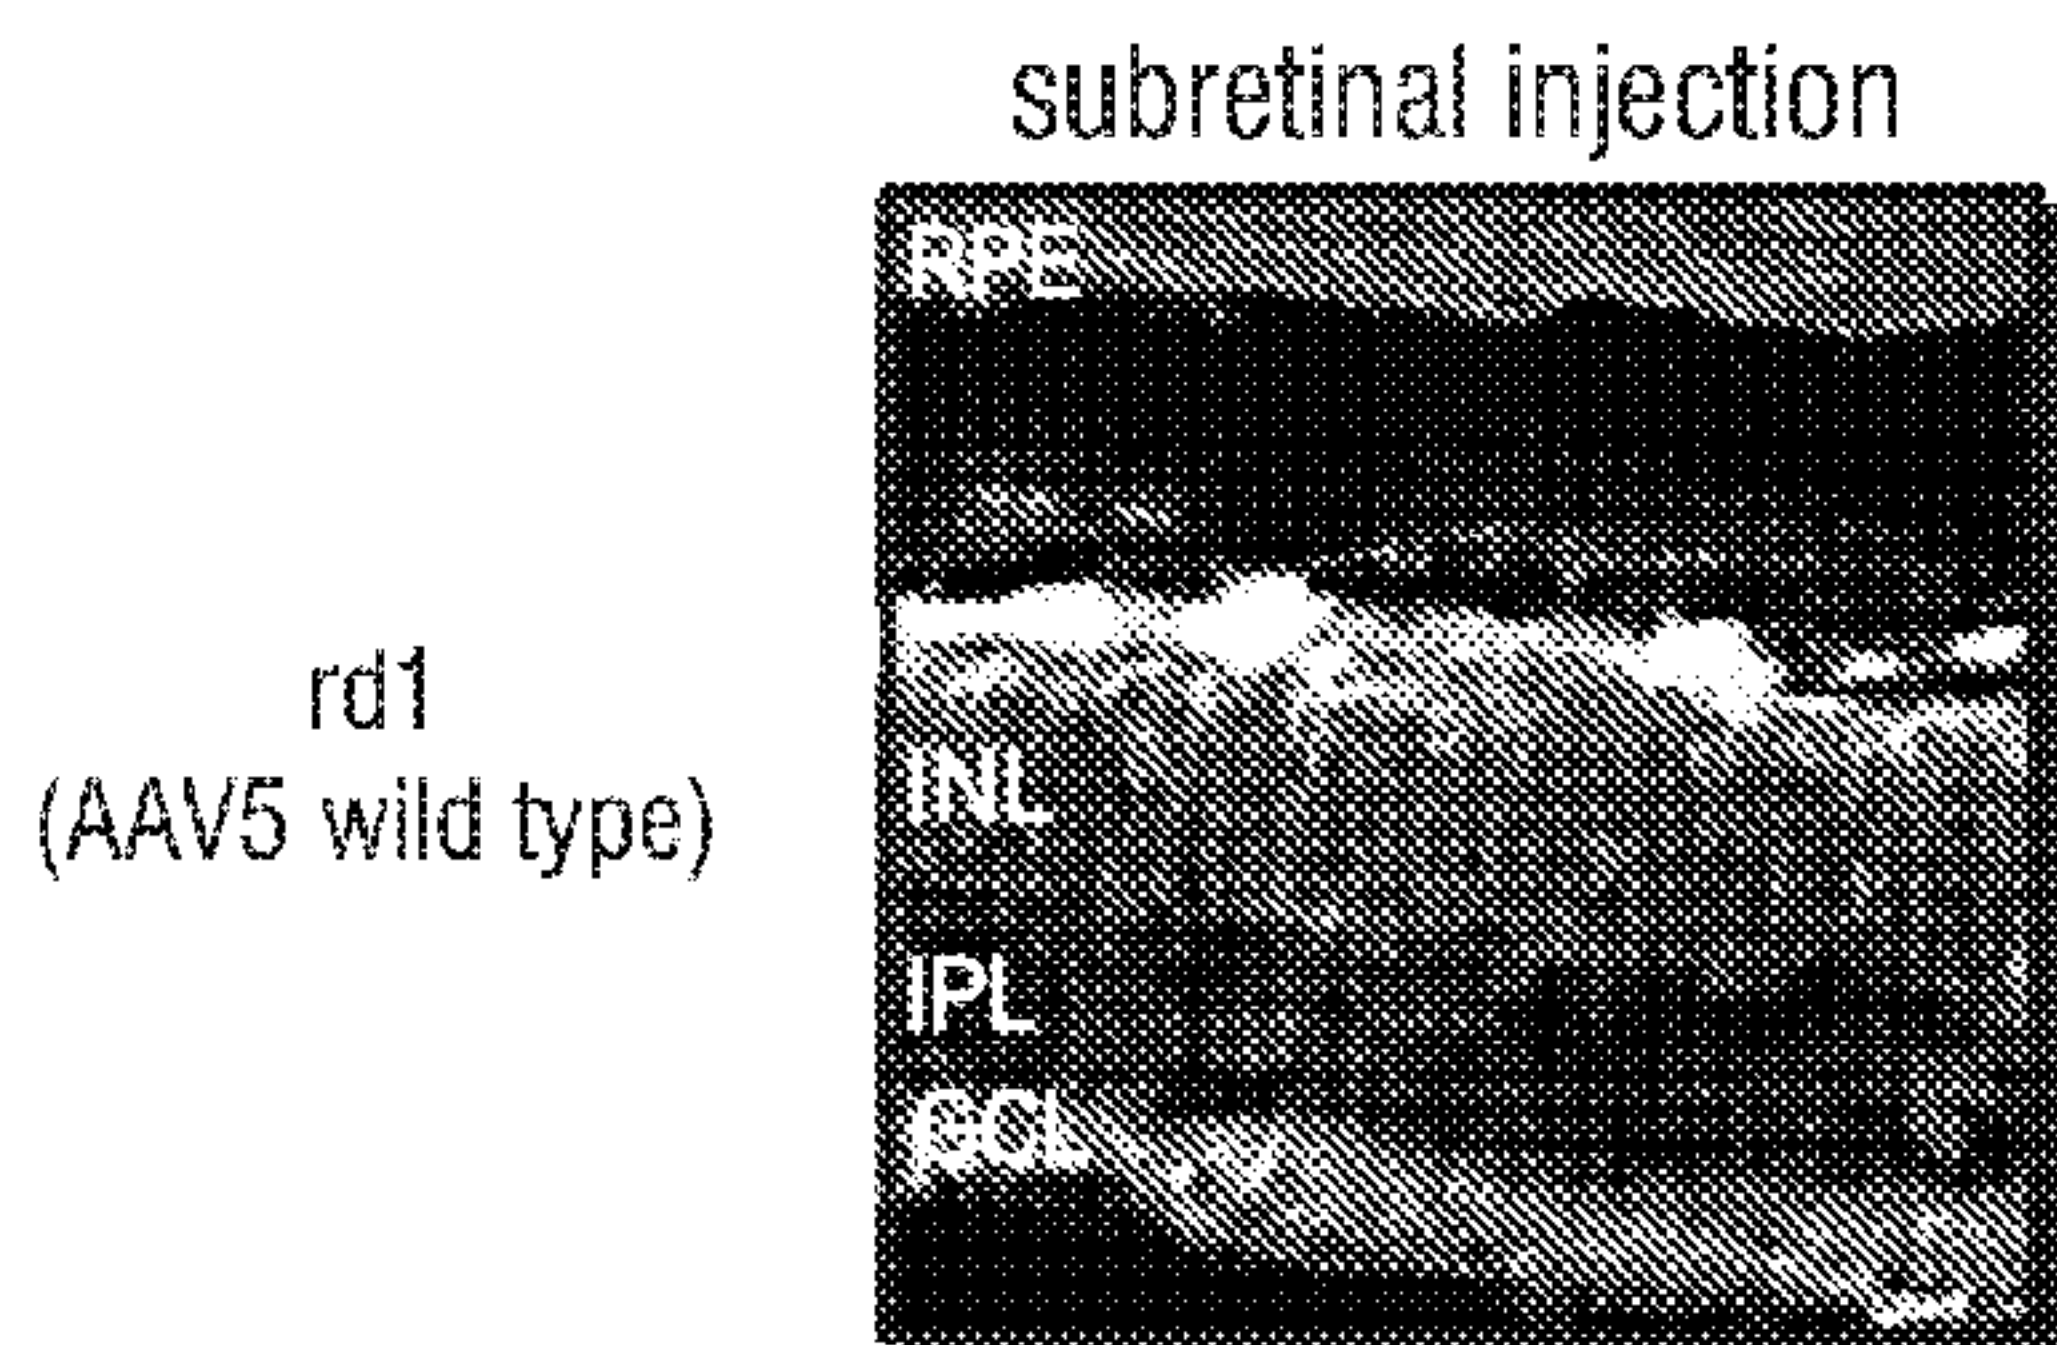 subretinal injection
RPE
rd1
(AAV5 wild type)
INL
IPL
GCL